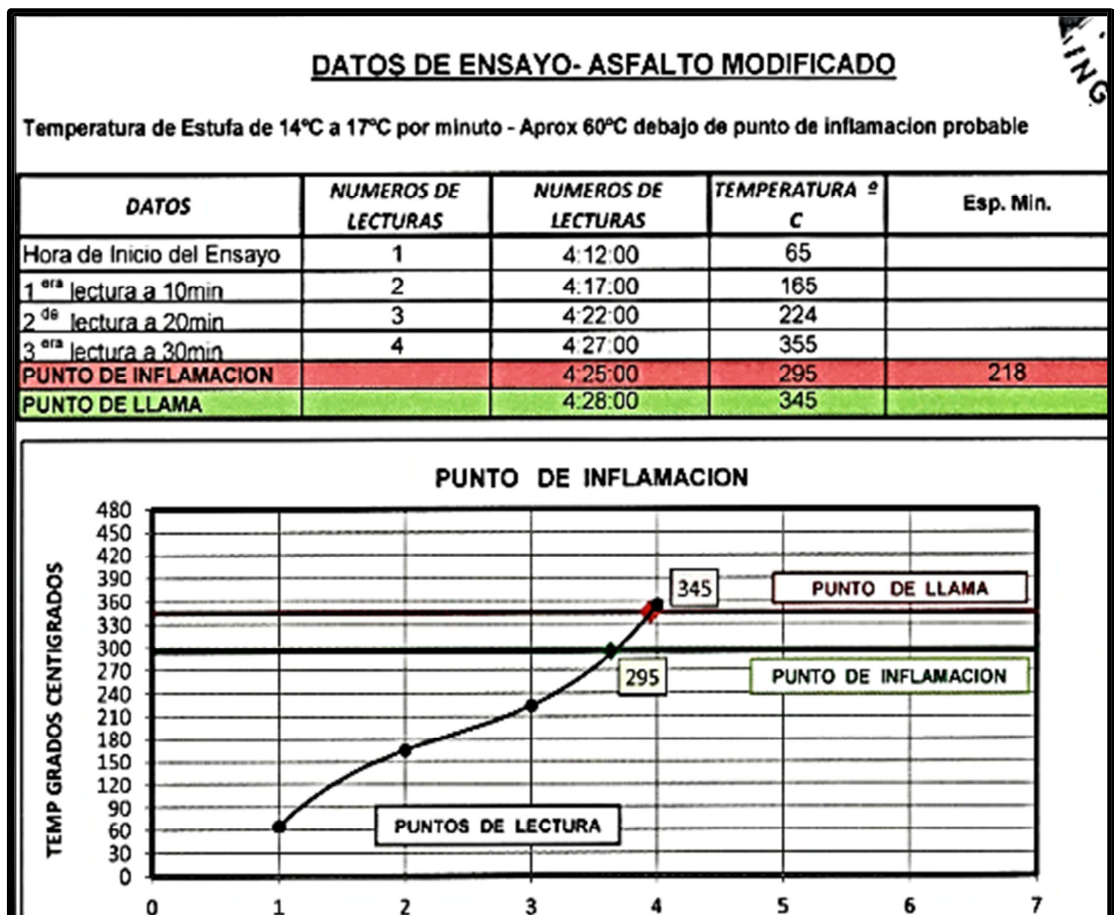 ING
DATOS DE ENSAYO- ASFALTO MODIFICADO
Temperatura de Estufa de 14ºC a 17ºC por minuto - Aprox 60ºC debajo de punto de inflamacion probable
DATOS NUMEROS DE LECTURAS NUMEROS DE LECTURAS TEMPERATURA º C Esp. Min.
Hora de Inicio del Ensayo 1 4:12:00 65
1 era lectura a 10min 2 4:17:00 165
2 de lectura a 20min 3 4:22:00 224
3 era lectura a 30min 4 4:27:00 355
PUNTO DE INFLAMACION 4:25:00 295 218
PUNTO DE LLAMA 4:28:00 345
PUNTO DE INFLAMACION
TEMP GRADOS CENTIGRADOS
480
450
420
390
360
330
300
270
240
210
180
150
120
90
60
30
0
345
PUNTO DE LLAMA
295
PUNTO DE INFLAMACION
PUNTOS DE LECTURA
0 1 2 3 4 5 6 7